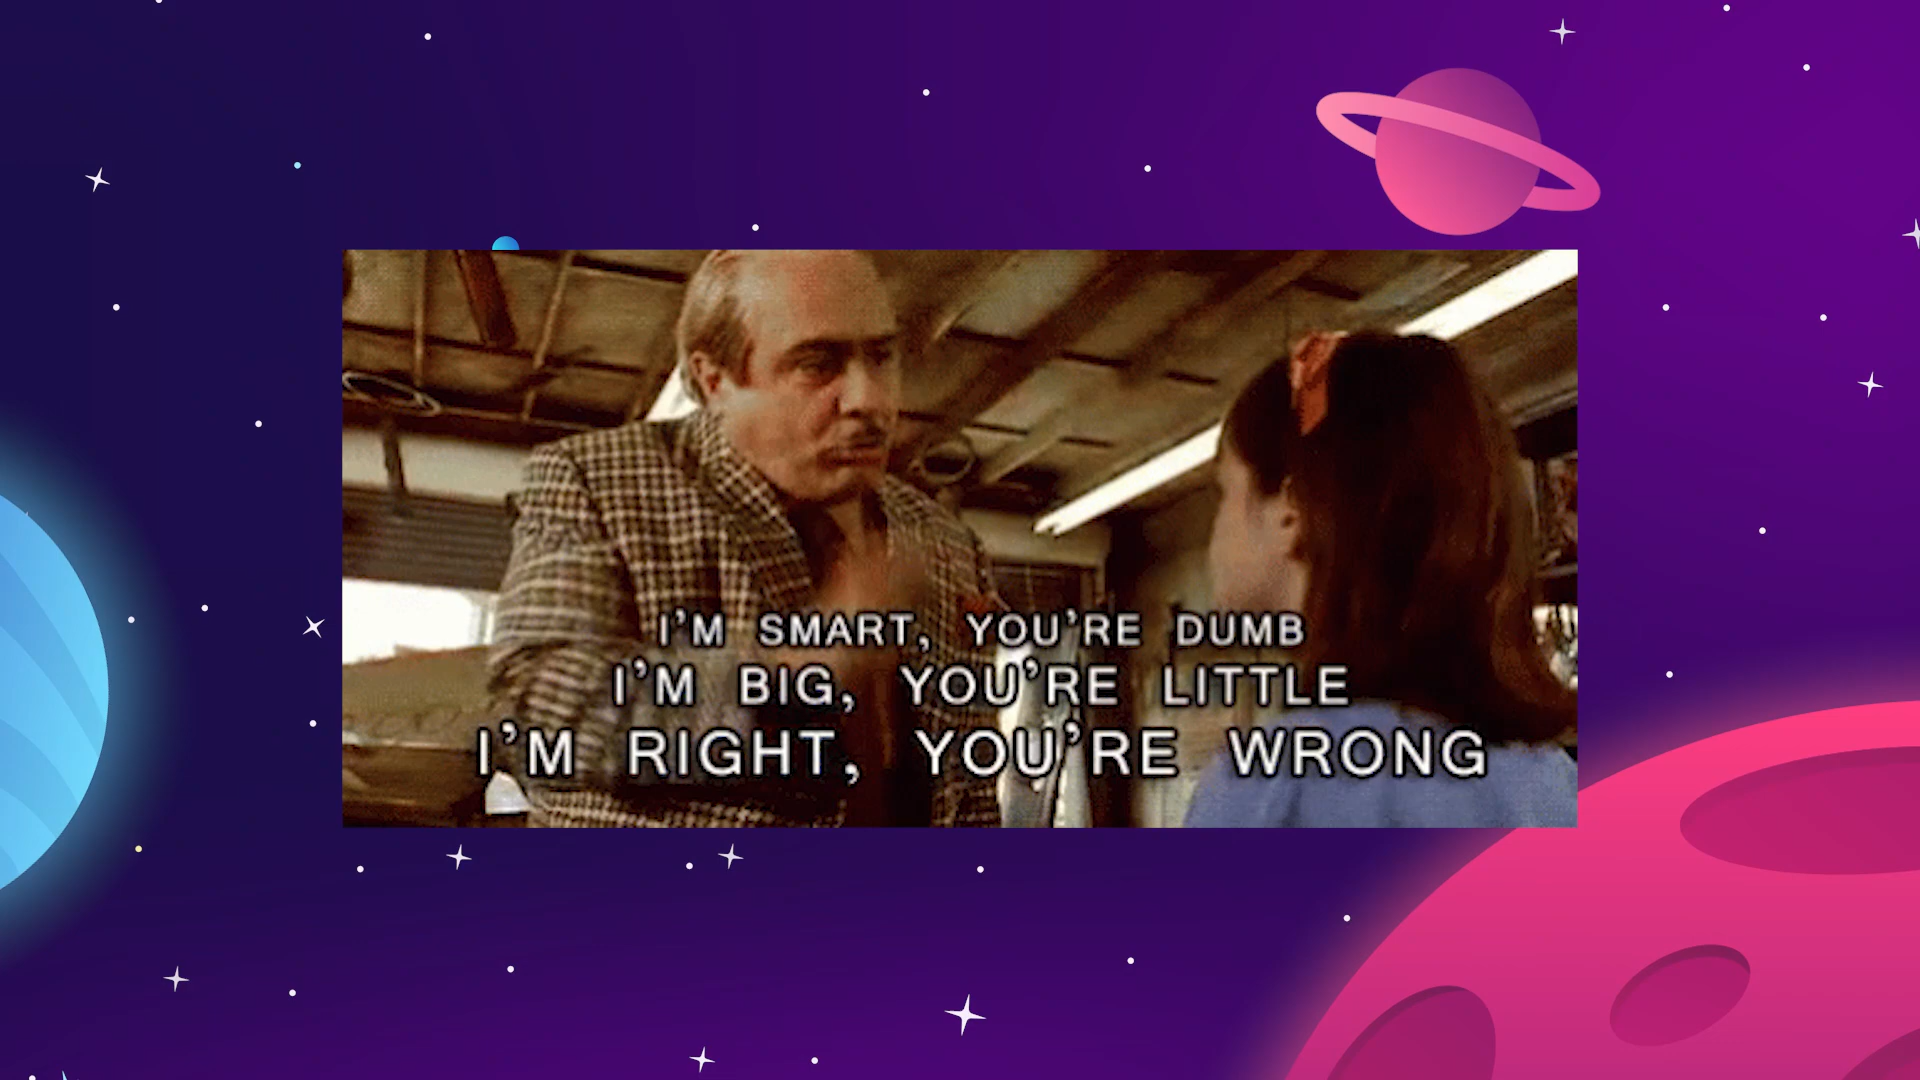 I'M SMART, YOU'RE DUMB
I'M BIG, YOU'RE LITTLE
I'M RIGHT, YOU'RE WRONG